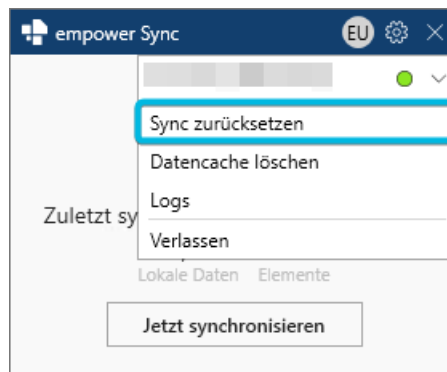 empower Sync EU
Sync zurücksetzen
Datencache löschen
Logs
Zuletzt sy
Verlassen
Lokale Daten Elemente
Jetzt synchronisieren